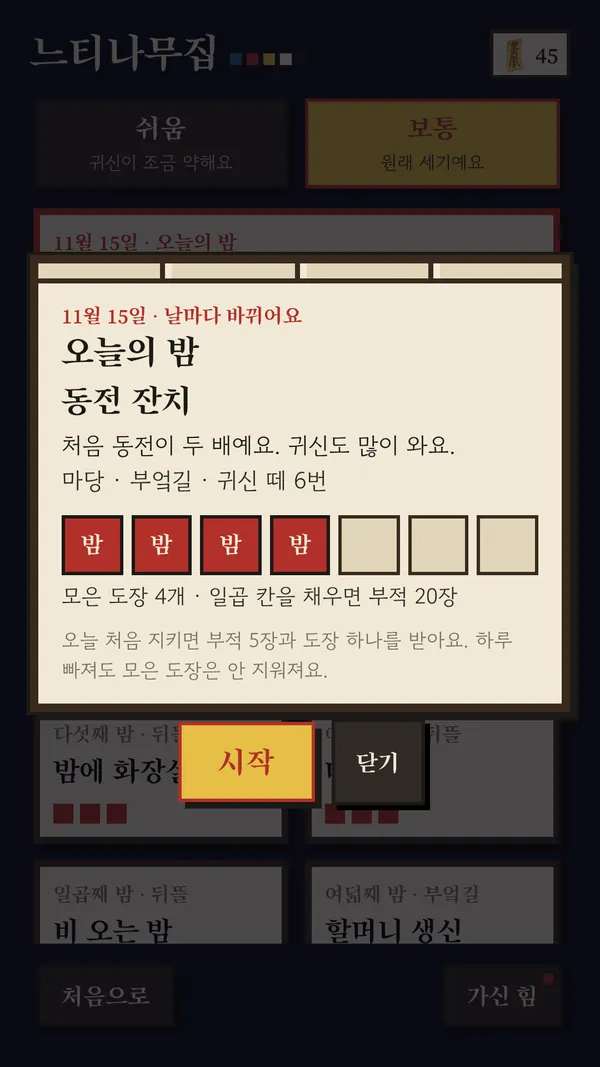 느티나무집
45
쉬움
귀신이 조금 약해요
보통
원래 세기예요
11월 15일 · 오늘의 밤
11월 15일 · 날마다 바뀌어요
오늘의 밤
동전 잔치
처음 동전이 두 배예요. 귀신도 많이 와요.
마당 · 부엌길 · 귀신 떼 6번
밤 밤 밤 밤
모은 도장 4개 · 일곱 칸을 채우면 부적 20장
오늘 처음 지키면 부적 5장과 도장 하나를 받아요. 하루
빠져도 모은 도장은 안 지워져요.
시작
닫기
다섯째 밤 · 뒤뜰
밤에 화장실
일곱째 밤 · 뒤뜰
비 오는 밤
여덟째 밤 · 부엌길
할머니 생신
처음으로
가신 힘